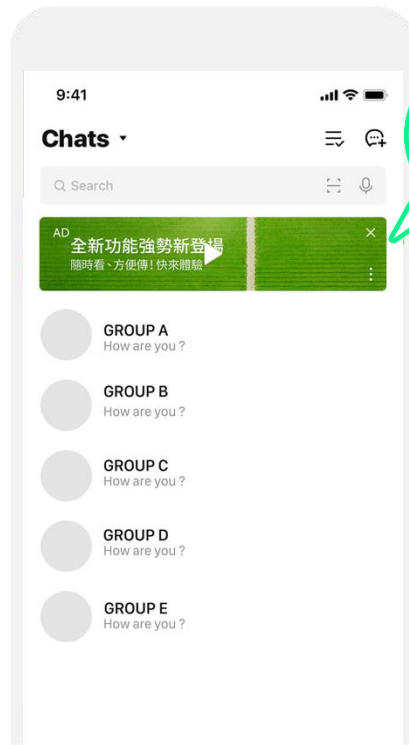 9:41
Chats
Search
AD
全新功能強勢新登場
隨時看、方便傳！快來體驗
GROUP A
How are you ?
GROUP B
How are you ?
GROUP C
How are you ?
GROUP D
How are you ?
GROUP E
How are you ?